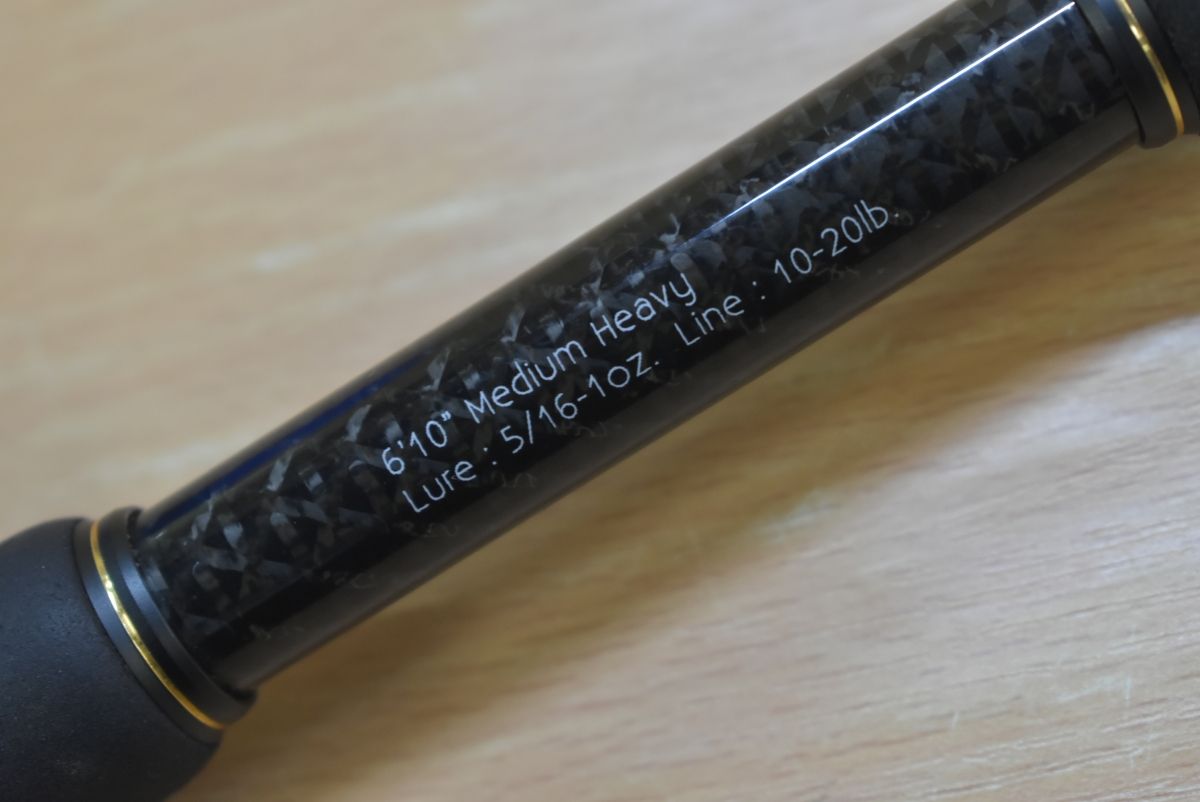 6'10" Medium Heavy
Lure : 5/16-1oz. Line : 10-20lb.